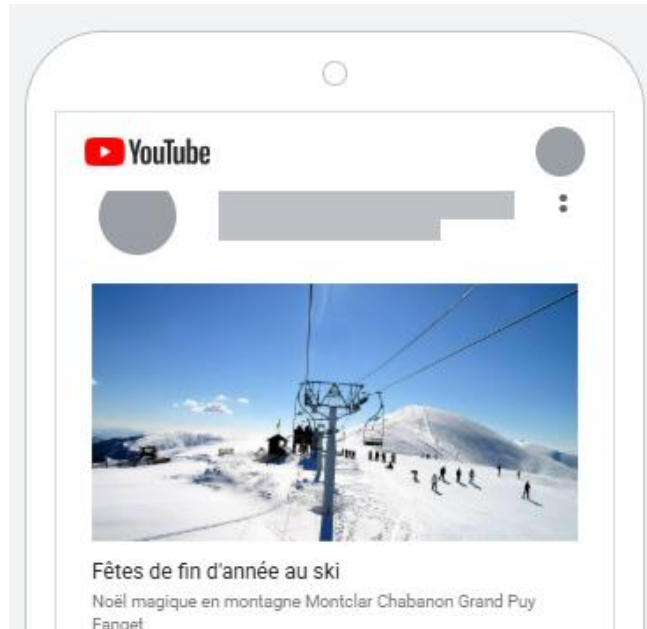 YouTube
Fêtes de fin d'année au ski
Noël magique en montagne Montclar Chabanon Grand Puy
Fanget